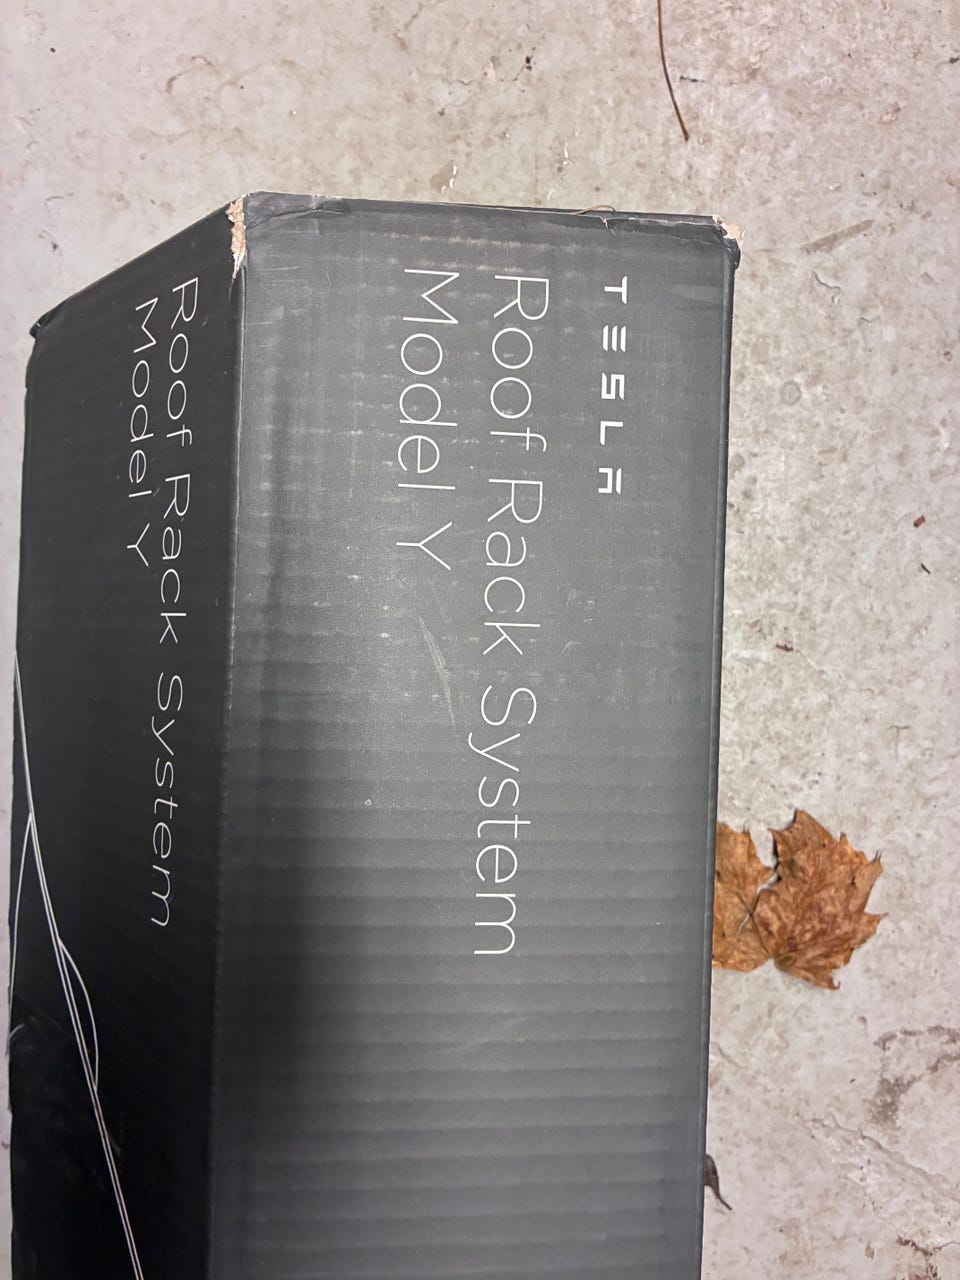 TESLA
Roof Rack System
Model Y
Roof Rack System
Model Y